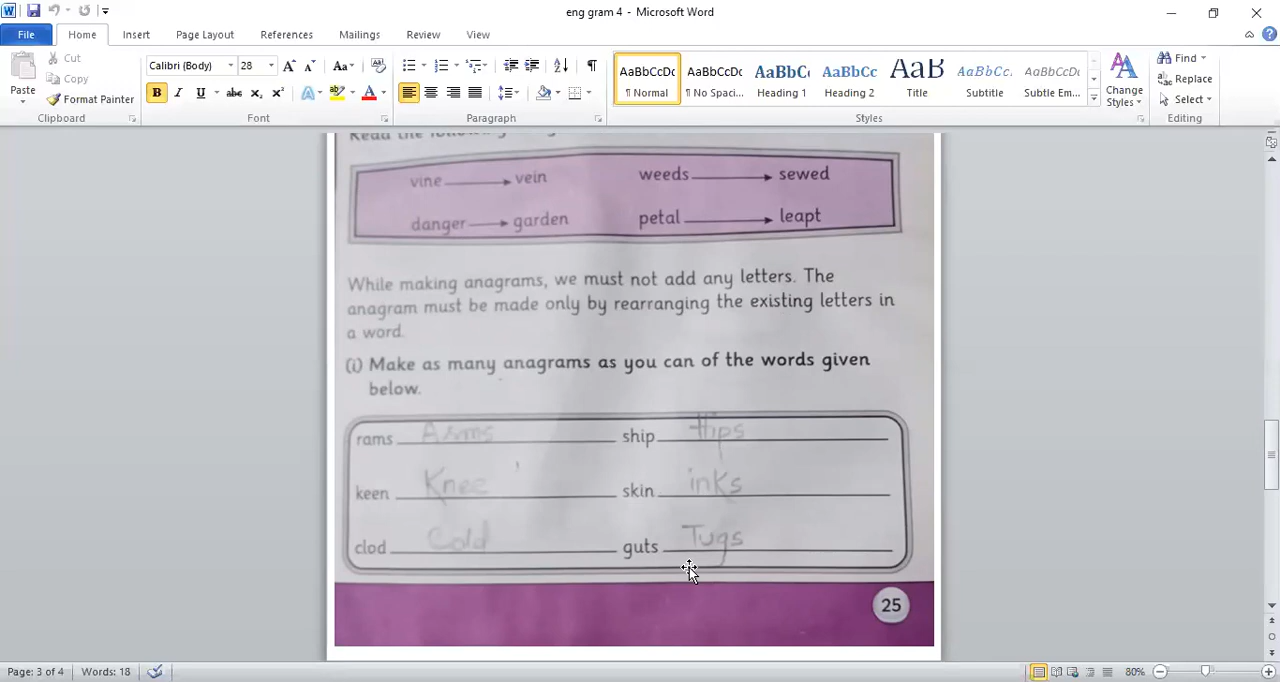 eng gram 4 - Microsoft Word
File Home Insert Page Layout References Mailings Review View
Paste
Cut
Copy
Format Painter
Clipboard
Calibri (Body) 28
Font
Paragraph
AaBbCcDc AaBbCcDc AaBbCc AaBbCc AaB AaBbCc. AaBbCcDc
¶ Normal ¶ No Spaci... Heading 1 Heading 2 Title Subtitle Subtle Em...
Styles
Change Styles
Find
Replace
Select
Editing
Read the following
vine → vein weeds → sewed
danger → garden petal → leapt
While making anagrams, we must not add any letters. The
anagram must be made only by rearranging the existing letters in
a word.
(i) Make as many anagrams as you can of the words given
below.
rams Arms ship Hips
keen Knee skin inks
clod Cold guts Tugs
25
Page: 3 of 4 Words: 18 80%